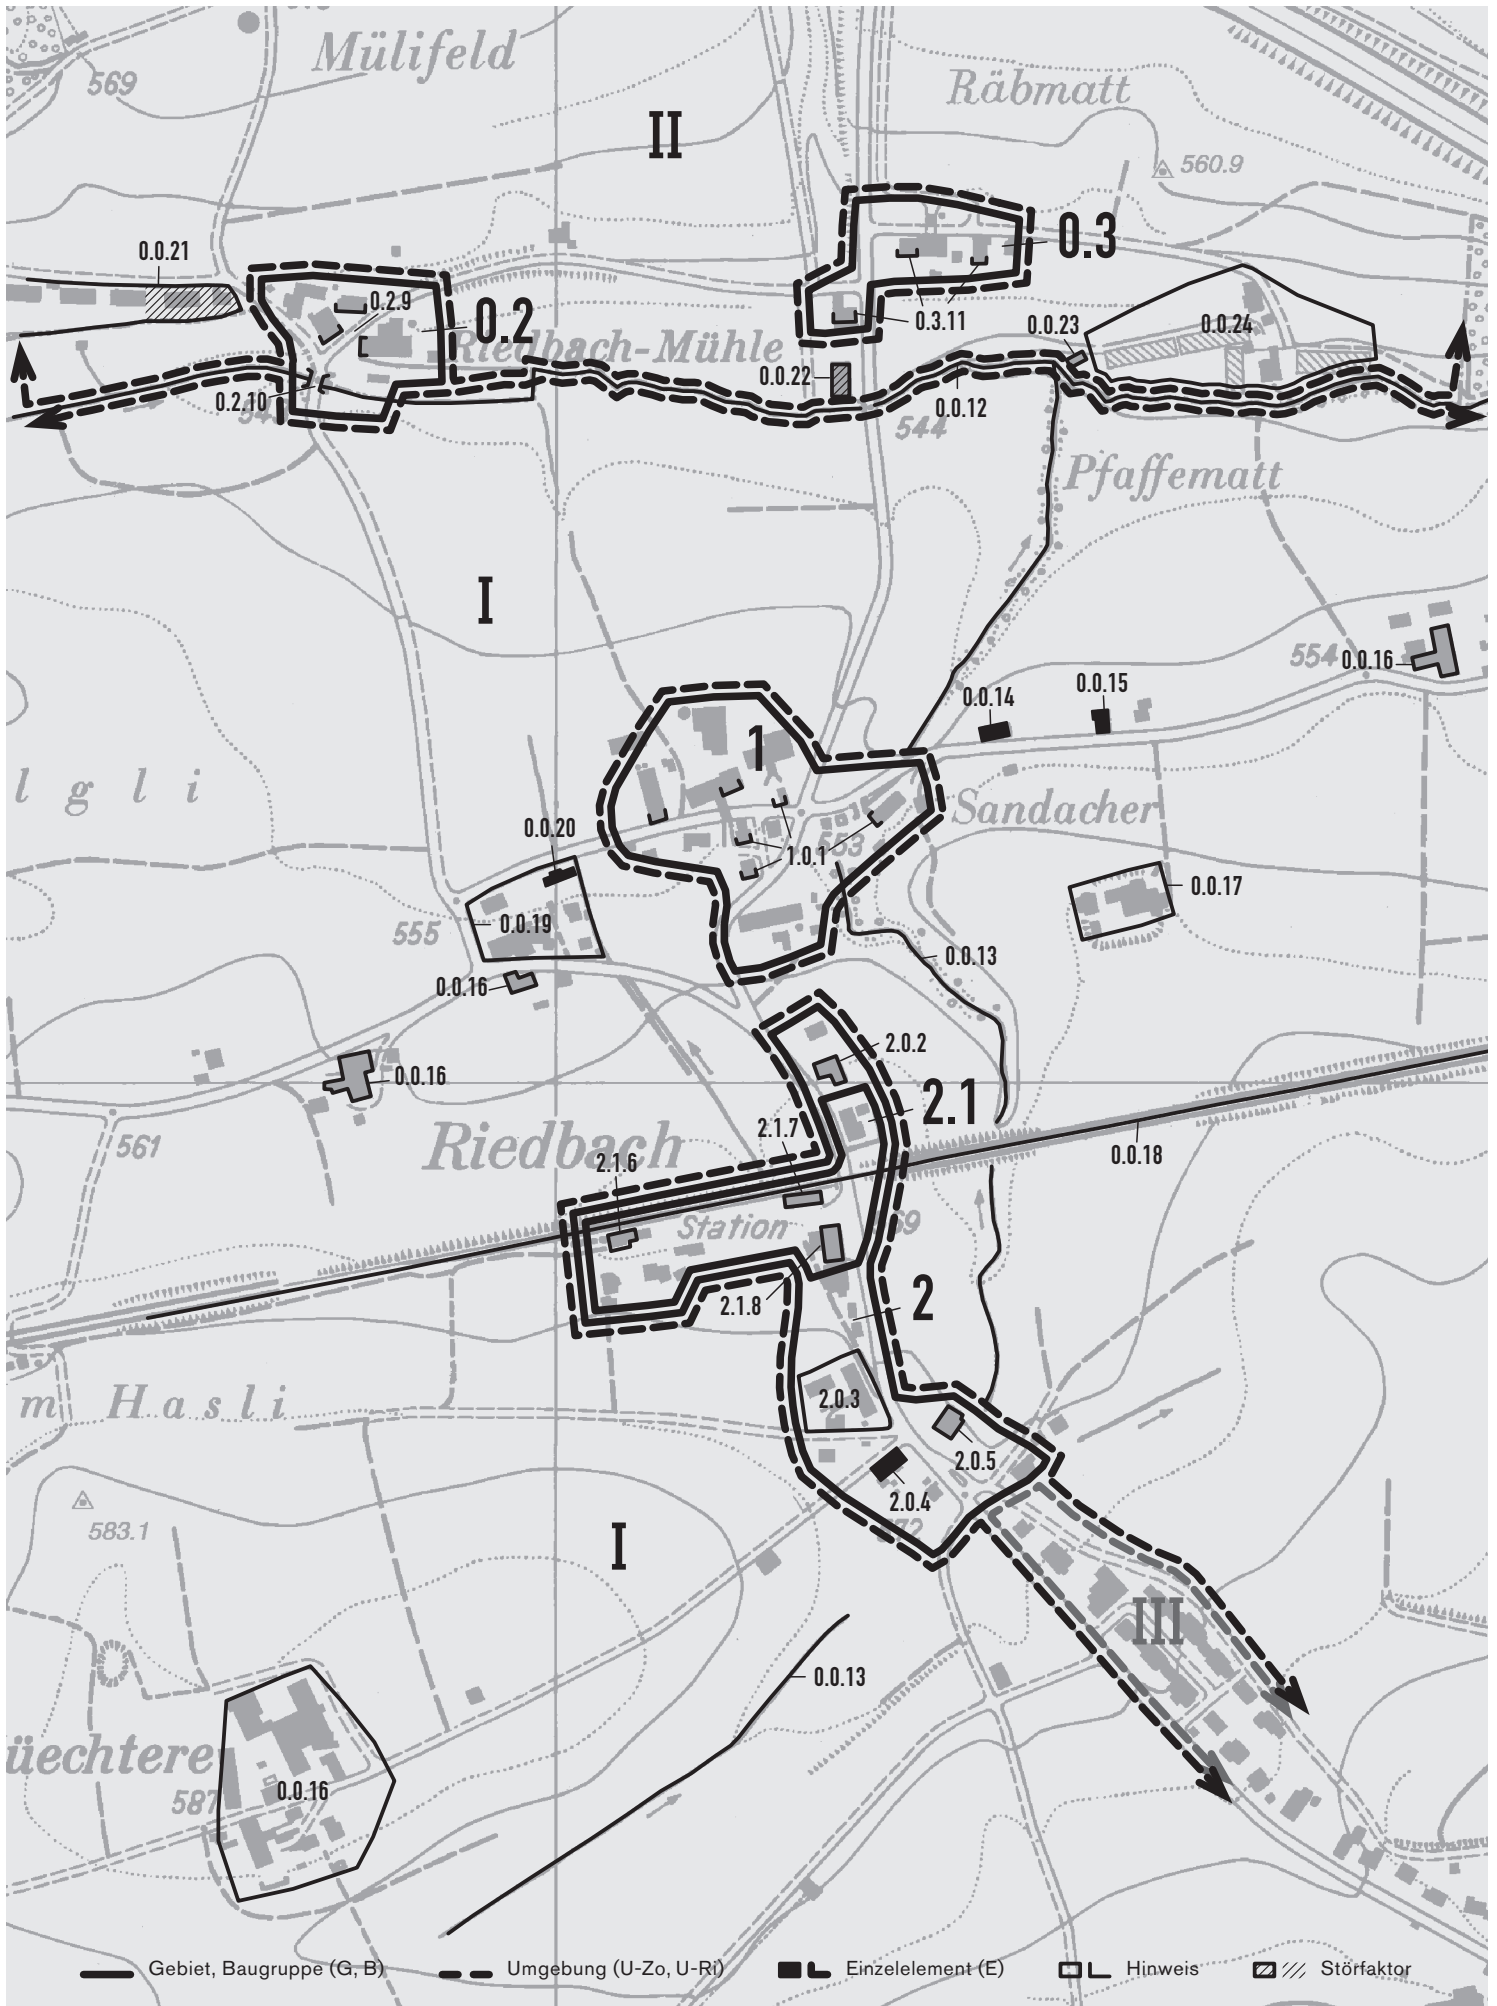 Mülifeld
569
Räbmatt
II
560.9
0.0.21
0.3
0.2.9
0.2
0.3.11
0.0.23
0.0.24
Riedbach-Mühle
0.0.22
0.2.10
0.0.12
544
Pfaffematt
I
554
0.0.16
0.0.14
0.0.15
1
l g l i
Sandacher
0.0.20
1.0.1
553
0.0.17
0.0.19
555
0.0.13
0.0.16
2.0.2
0.0.16
2.1
2.1.7
561
Riedbach
0.0.18
2.1.6
Station
69
2
2.1.8
m Hasli
2.0.3
2.0.5
2.0.4
583.1
572
I
III
0.0.13
üechtere
587
0.0.16
Gebiet, Baugruppe (G, B) Umgebung (U-Zo, U-Ri) Einzelelement (E) Hinweis Störfaktor